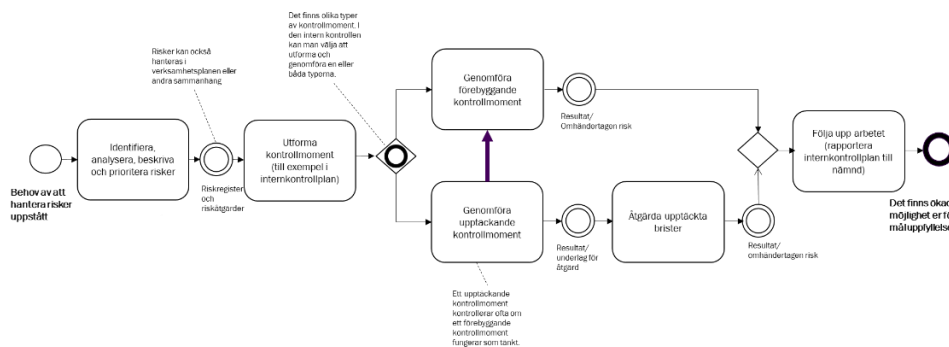 Det finns olika typer
av kontrollmoment. I
den intern kontrollen
kan man välja att
utforma och
genomföra en eller
båda typorna.
Risker kan också
hanteras i
verksamhetsplanen eller
andra sammanhang
Behov av att
hantera risker
uppstått
Identifiera,
analysera, beskriva
och prioritera risker
Riskregister
och
riskåtgärder
Utforma
kontrollmoment
(till exempel i
internkontrollplan)
Genomföra
förebyggande
kontrollmoment
Resultat/
Omhändertagen risk
Genomföra
upptäckande
kontrollmoment
Resultat/
underlag för
åtgärd
Ett upptäckande
kontrollmoment
kontrollerar ofta om
ett förebyggande
kontrollmoment
fungerar som tänkt.
Åtgärda upptäckta
brister
Resultat/
omhändertagen risk
Följa upp arbetet
(rapportera
internkontrollplan till
nämnd)
Det finns ökad
möjlighet er fö
måluppfyllelse